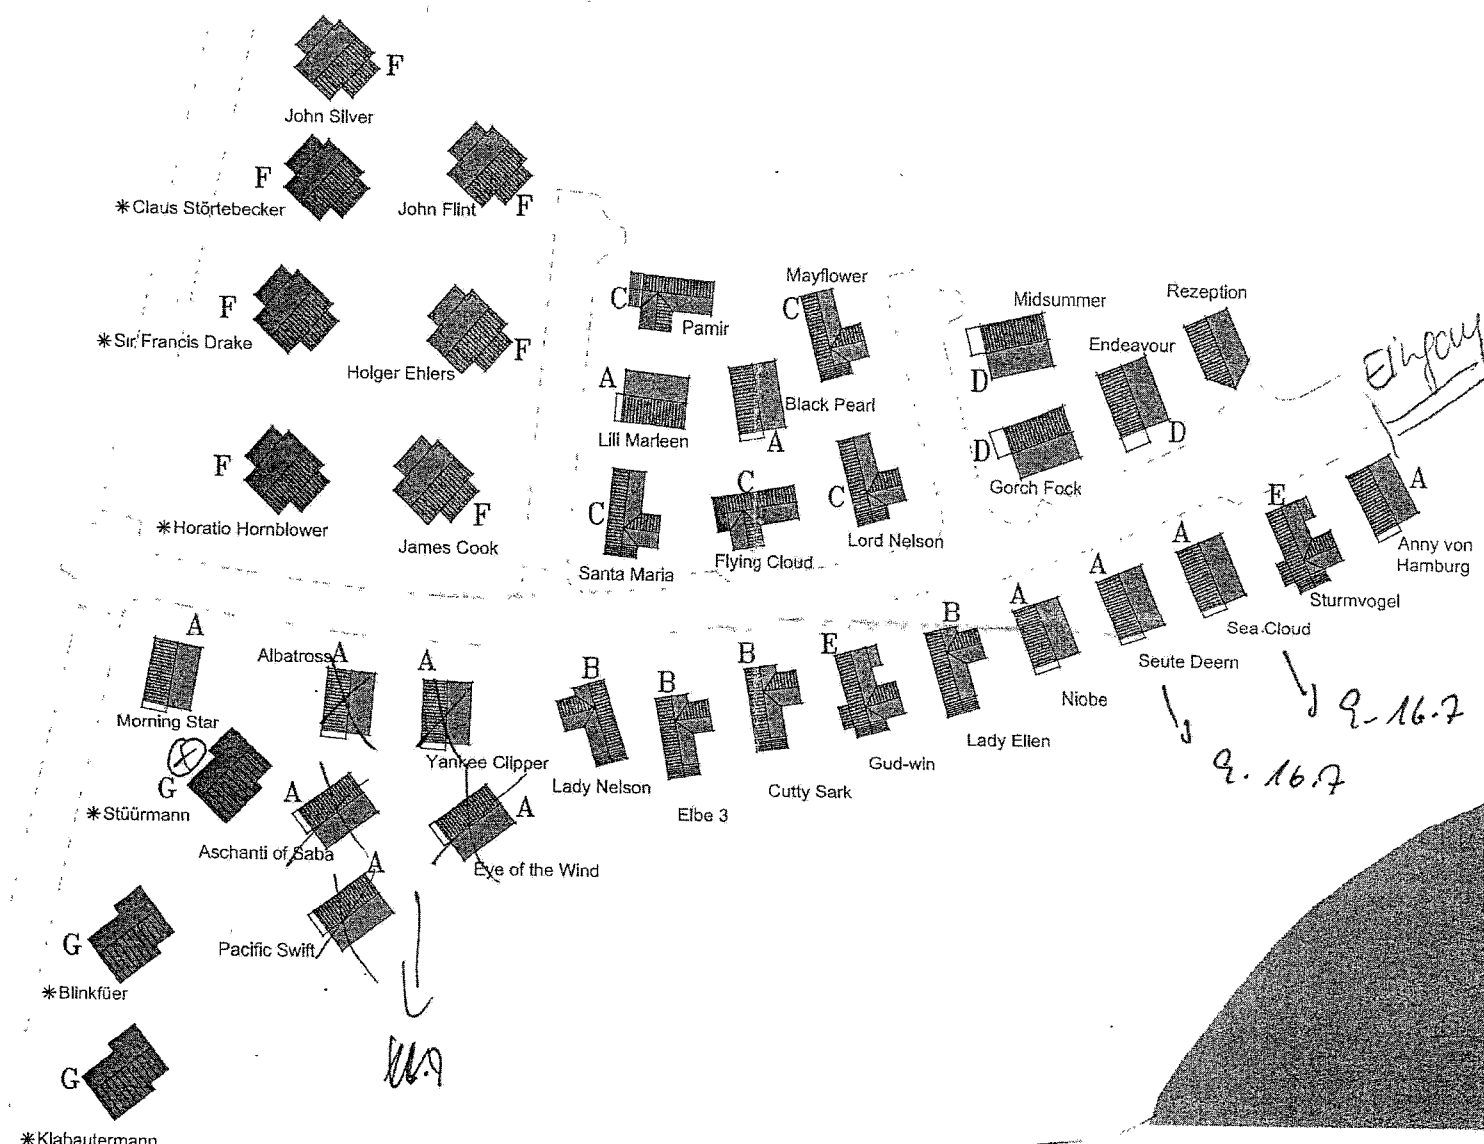 F
John Silver
F
*Claus Störtebecker
John Flint
F
F
*Sir Francis Drake
Holger Ehlers
F
F
*Horatio Hornblower
James Cook
F
C
Pamir
Mayflower
C
A
Lili Marleen
Black Pearl
A
C
Santa Maria
C
Flying Cloud
C
Lord Nelson
Midsummer
D
Endeavour
D
Rezeption
Eingang
D
Gorch Fock
A
Anny von
Hamburg
E
Sturmvogel
A
Sea Cloud
9-16.7
A
Seute Deern
9.16.7
A
Niobe
B
Lady Ellen
E
Gud-win
B
Cutty Sark
B
Elbe 3
B
Lady Nelson
A
Yankee Clipper
Albatross
A
A
Morning Star
G
*Stüürmann
A
Aschanti of Saba
A
Eye of the Wind
A
Pacific Swift
G
*Blinkfüer
G
*Klabautermann